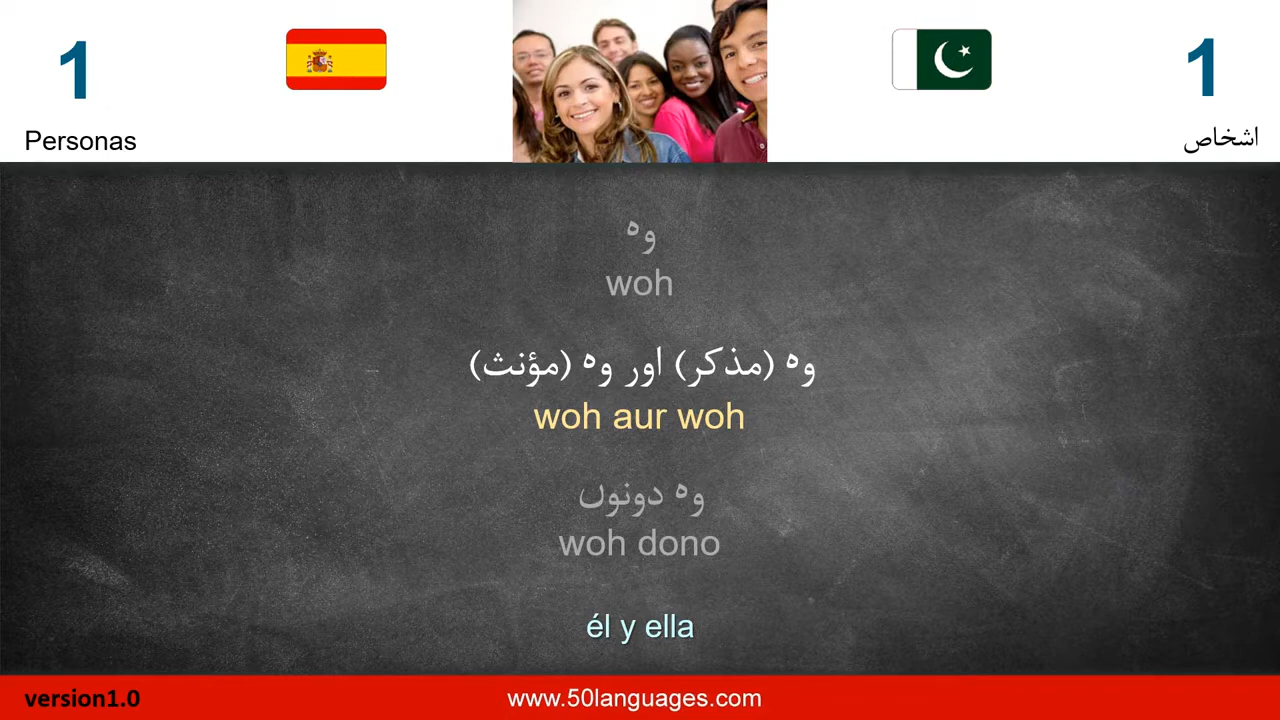 1
1
Personas
اشخاص
وہ
woh
وہ (مذکر) اور وہ (مؤنث)
woh aur woh
وہ دونوں
woh dono
él y ella
version1.0
www.50languages.com